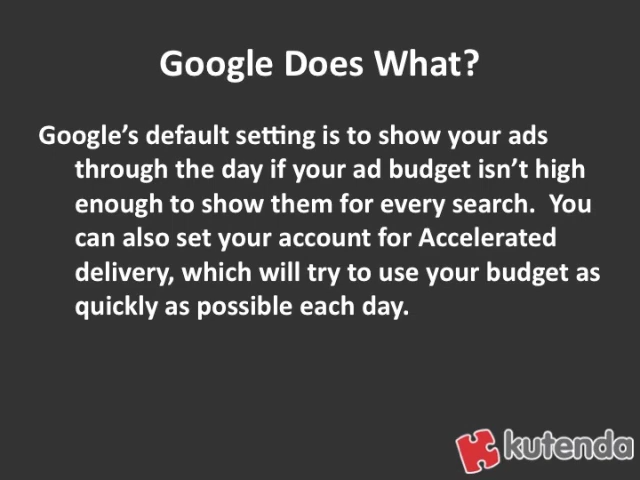 Google Does What?
Google’s default setting is to show your ads
through the day if your ad budget isn’t high
enough to show them for every search.  You
can also set your account for Accelerated
delivery, which will try to use your budget as
quickly as possible each day.
kutenda